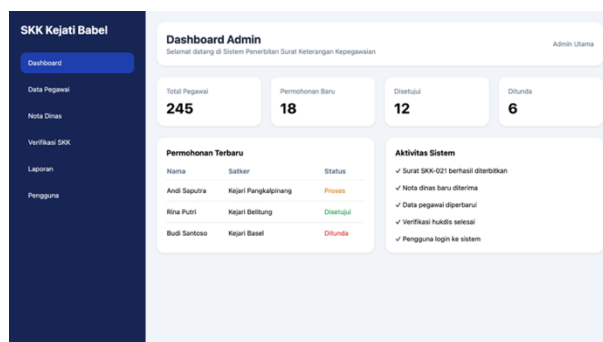 SKK Kejati Babel
Dashboard
Data Pegawai
Nota Dinas
Verifikasi SKK
Laporan
Pengguna
Dashboard Admin
Selamat datang di Sistem Penerbitan Surat Keterangan Kepegawaian
Admin Utama
Total Pegawai
245
Permohonan Baru
18
Disetujui
12
Ditunda
6
Permohonan Terbaru
Nama Satker Status
Andi Saputra Kejari Pangkalpinang Proses
Rina Putri Kejari Belitung Disetujui
Budi Santoso Kejari Basel Ditunda
Aktivitas Sistem
✓ Surat SKK-021 berhasil diterbitkan
✓ Nota dinas baru diterima
✓ Data pegawai diperbarui
✓ Verifikasi hukdis selesai
✓ Pengguna login ke sistem